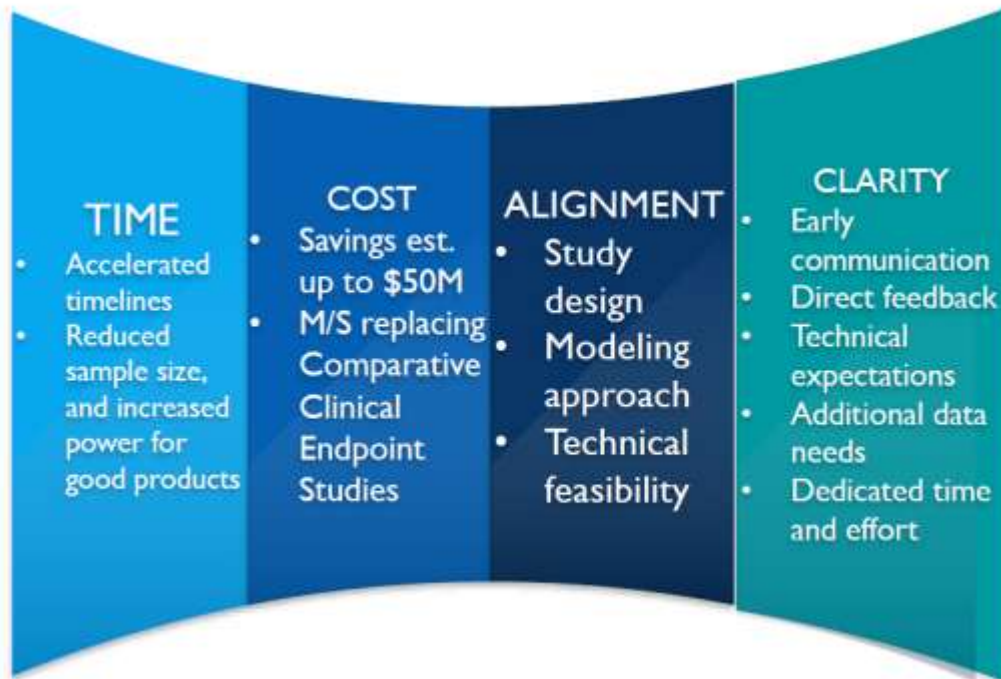 TIME
• Accelerated
timelines
• Reduced
sample size,
and increased
power for
good products
COST
• Savings est.
up to $50M
• M/S replacing
Comparative
Clinical
Endpoint
Studies
ALIGNMENT
• Study
design
• Modeling
approach
• Technical
feasibility
CLARITY
• Early
communication
• Direct feedback
• Technical
expectations
• Additional data
needs
• Dedicated time
and effort